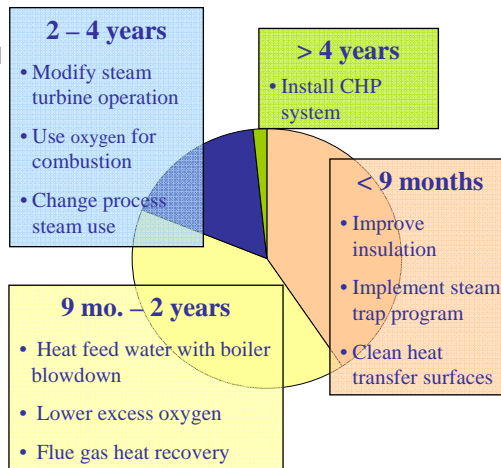 2 – 4 years
• Modify steam
turbine operation
• Use oxygen for
combustion
• Change process
steam use
> 4 years
• Install CHP
system
< 9 months
• Improve
insulation
• Implement steam
trap program
• Clean heat
transfer surfaces
9 mo. – 2 years
• Heat feed water with boiler
blowdown
• Lower excess oxygen
• Flue gas heat recovery